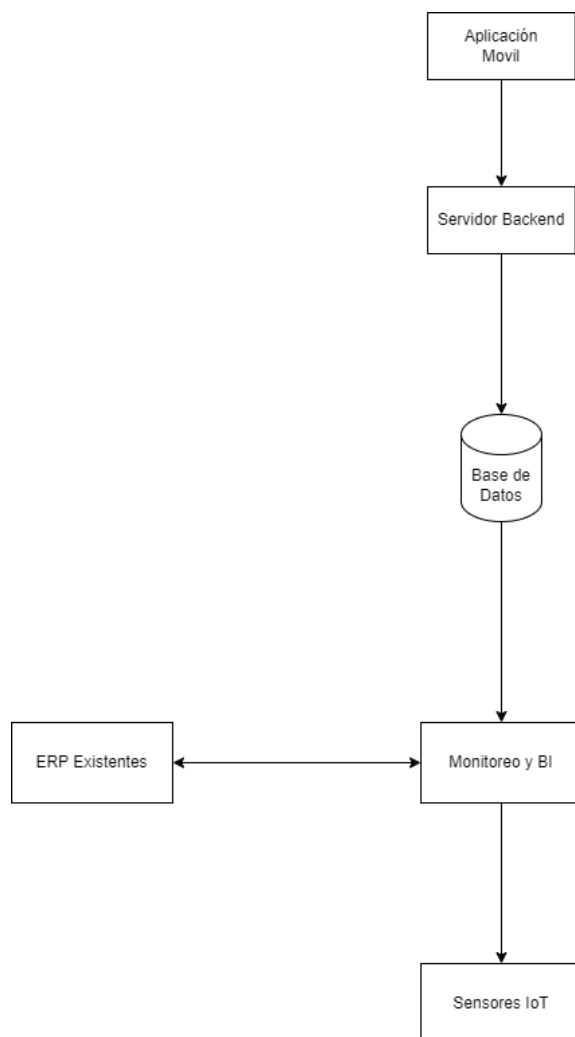 Aplicación
Movil
Servidor Backend
Base de
Datos
ERP Existentes
Monitoreo y BI
Sensores IoT